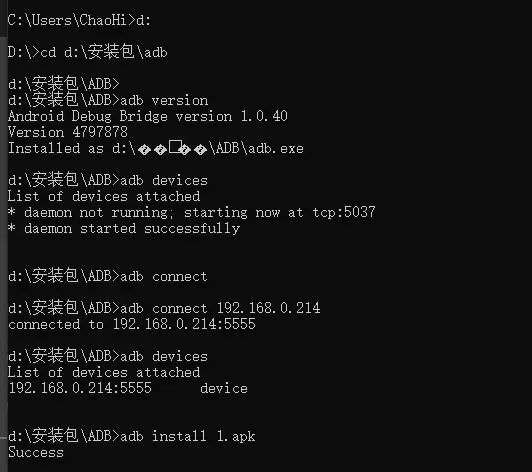 C:\Users\ChaoHi>d:
D:\>cd d:\安装包\adb
d:\安装包\ADB>
d:\安装包\ADB>adb version
Android Debug Bridge version 1.0.40
Version 4797878
Installed as d:\��װ��\ADB\adb.exe
d:\安装包\ADB>adb devices
List of devices attached
* daemon not running; starting now at tcp:5037
* daemon started successfully
d:\安装包\ADB>adb connect
d:\安装包\ADB>adb connect 192.168.0.214
connected to 192.168.0.214:5555
d:\安装包\ADB>adb devices
List of devices attached
192.168.0.214:5555 device
d:\安装包\ADB>adb install 1.apk
Success